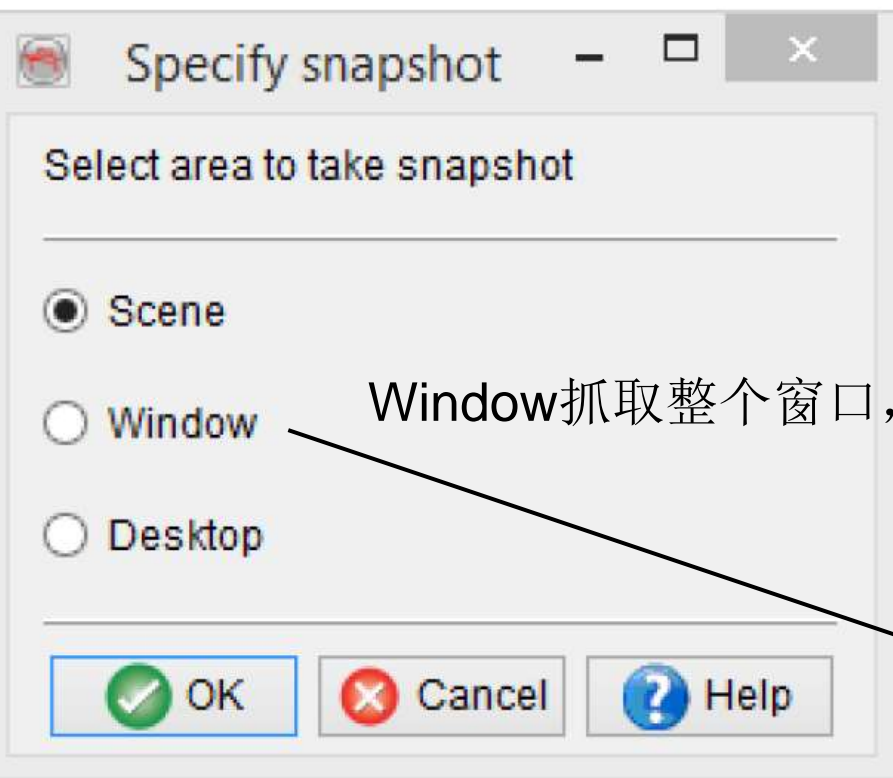 Specify snapshot
Select area to take snapshot
Scene
Window抓取整个窗口，
Window
Desktop
OK Cancel Help